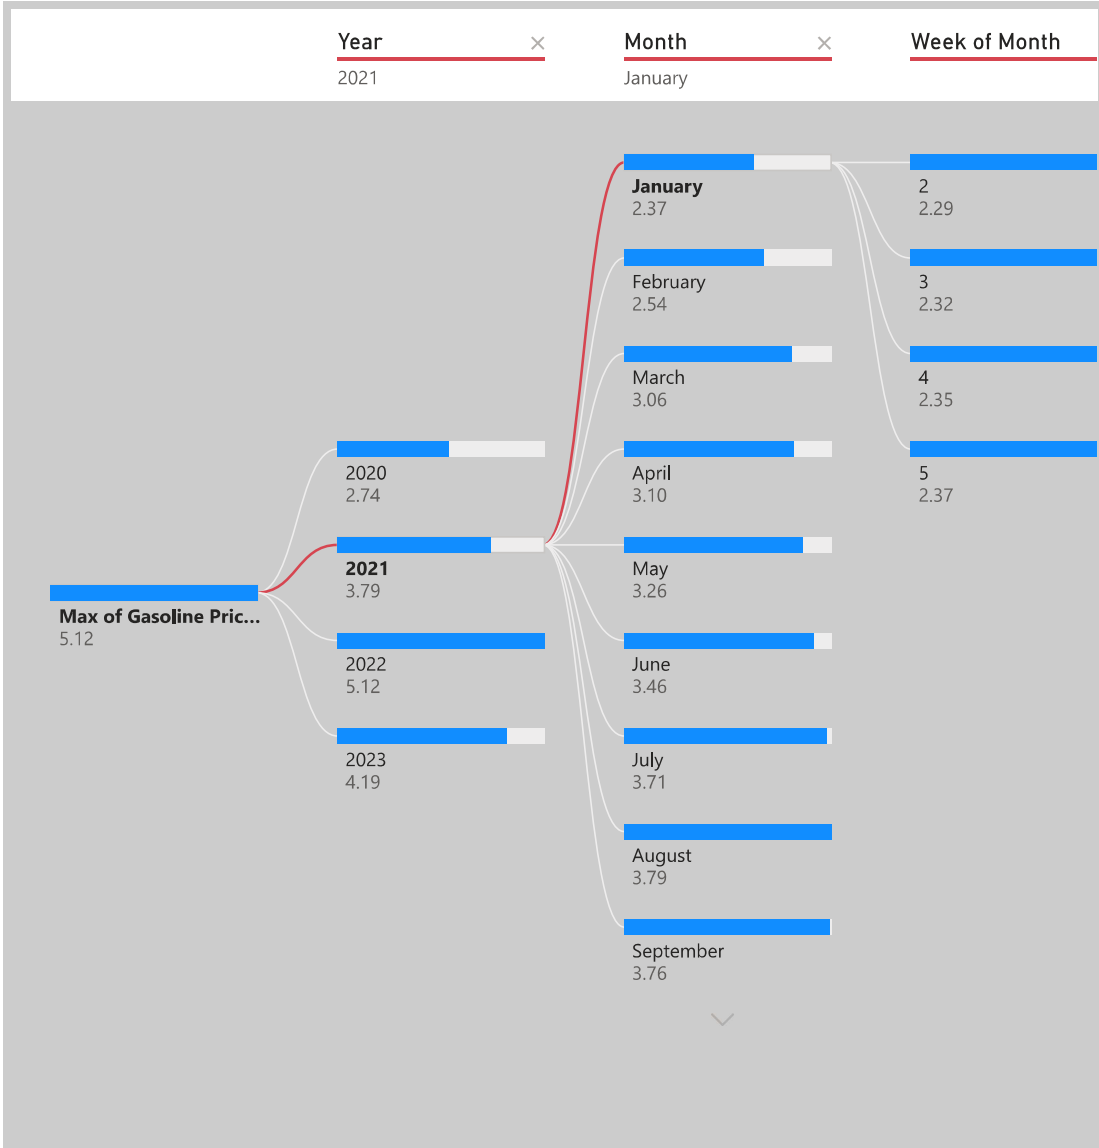 Year
Month
Week of Month
2021
January
January
2.37
February
2.54
March
3.06
April
3.10
May
3.26
June
3.46
July
3.71
August
3.79
September
3.76
2
2.29
3
2.32
4
2.35
5
2.37
2020
2.74
2021
3.79
2022
5.12
2023
4.19
Max of Gasoline Pric...
5.12